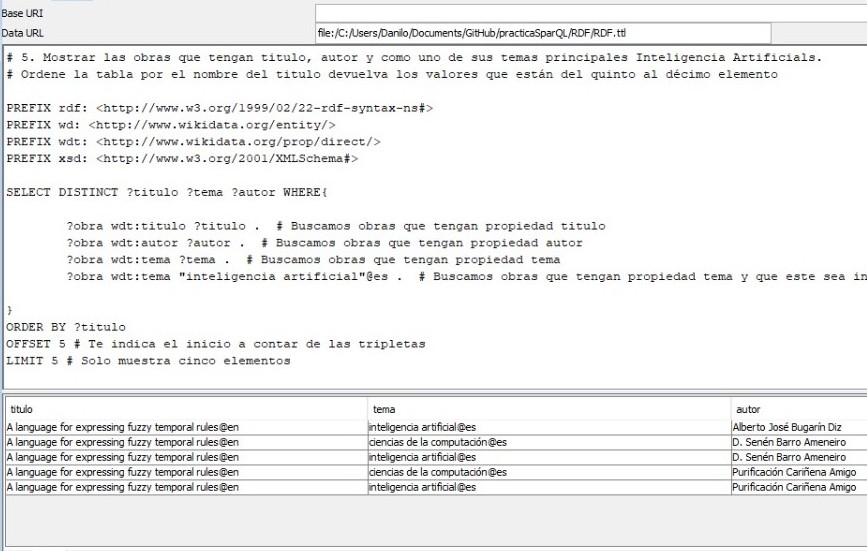 Base URI
Data URL
file:/C:/Users/Danilo/Documents/GitHub/practicaSparQL/RDF/RDF.ttl
# 5. Mostrar las obras que tengan titulo, autor y como uno de sus temas principales Inteligencia Artificials.
# Ordene la tabla por el nombre del titulo devuelva los valores que están del quinto al décimo elemento
PREFIX rdf: <http://www.w3.org/1999/02/22-rdf-syntax-ns#>
PREFIX wd: <http://www.wikidata.org/entity/>
PREFIX wdt: <http://www.wikidata.org/prop/direct/>
PREFIX xsd: <http://www.w3.org/2001/XMLSchema#>
SELECT DISTINCT ?titulo ?tema ?autor WHERE{
?obra wdt:titulo ?titulo . # Buscamos obras que tengan propiedad titulo
?obra wdt:autor ?autor . # Buscamos obras que tengan propiedad autor
?obra wdt:tema ?tema . # Buscamos obras que tengan propiedad tema
?obra wdt:tema "inteligencia artificial"@es . # Buscamos obras que tengan propiedad tema y que este sea in
}
ORDER BY ?titulo
OFFSET 5 # Te indica el inicio a contar de las tripletas
LIMIT 5 # Solo muestra cinco elementos
titulo tema autor
A language for expressing fuzzy temporal rules@en inteligencia artificial@es Alberto José Bugarín Diz
A language for expressing fuzzy temporal rules@en ciencias de la computación@es D. Senén Barro Ameneiro
A language for expressing fuzzy temporal rules@en inteligencia artificial@es D. Senén Barro Ameneiro
A language for expressing fuzzy temporal rules@en ciencias de la computación@es Purificación Cariñena Amigo
A language for expressing fuzzy temporal rules@en inteligencia artificial@es Purificación Cariñena Amigo